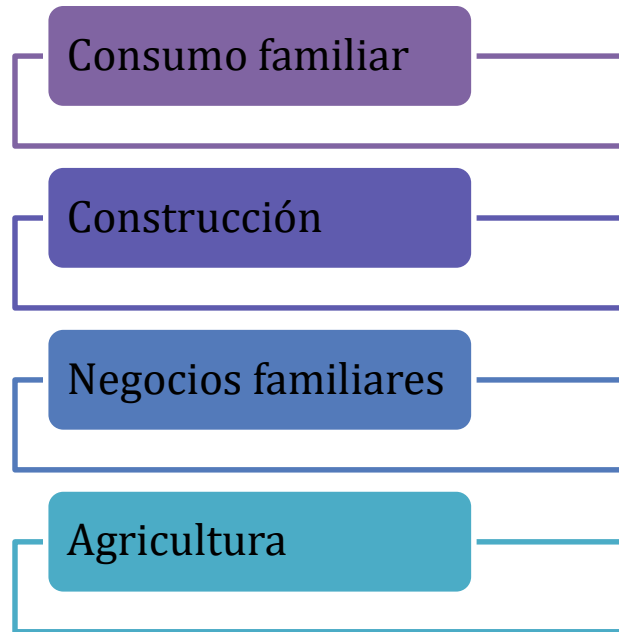 Consumo familiar
Construcción
Negocios familiares
Agricultura